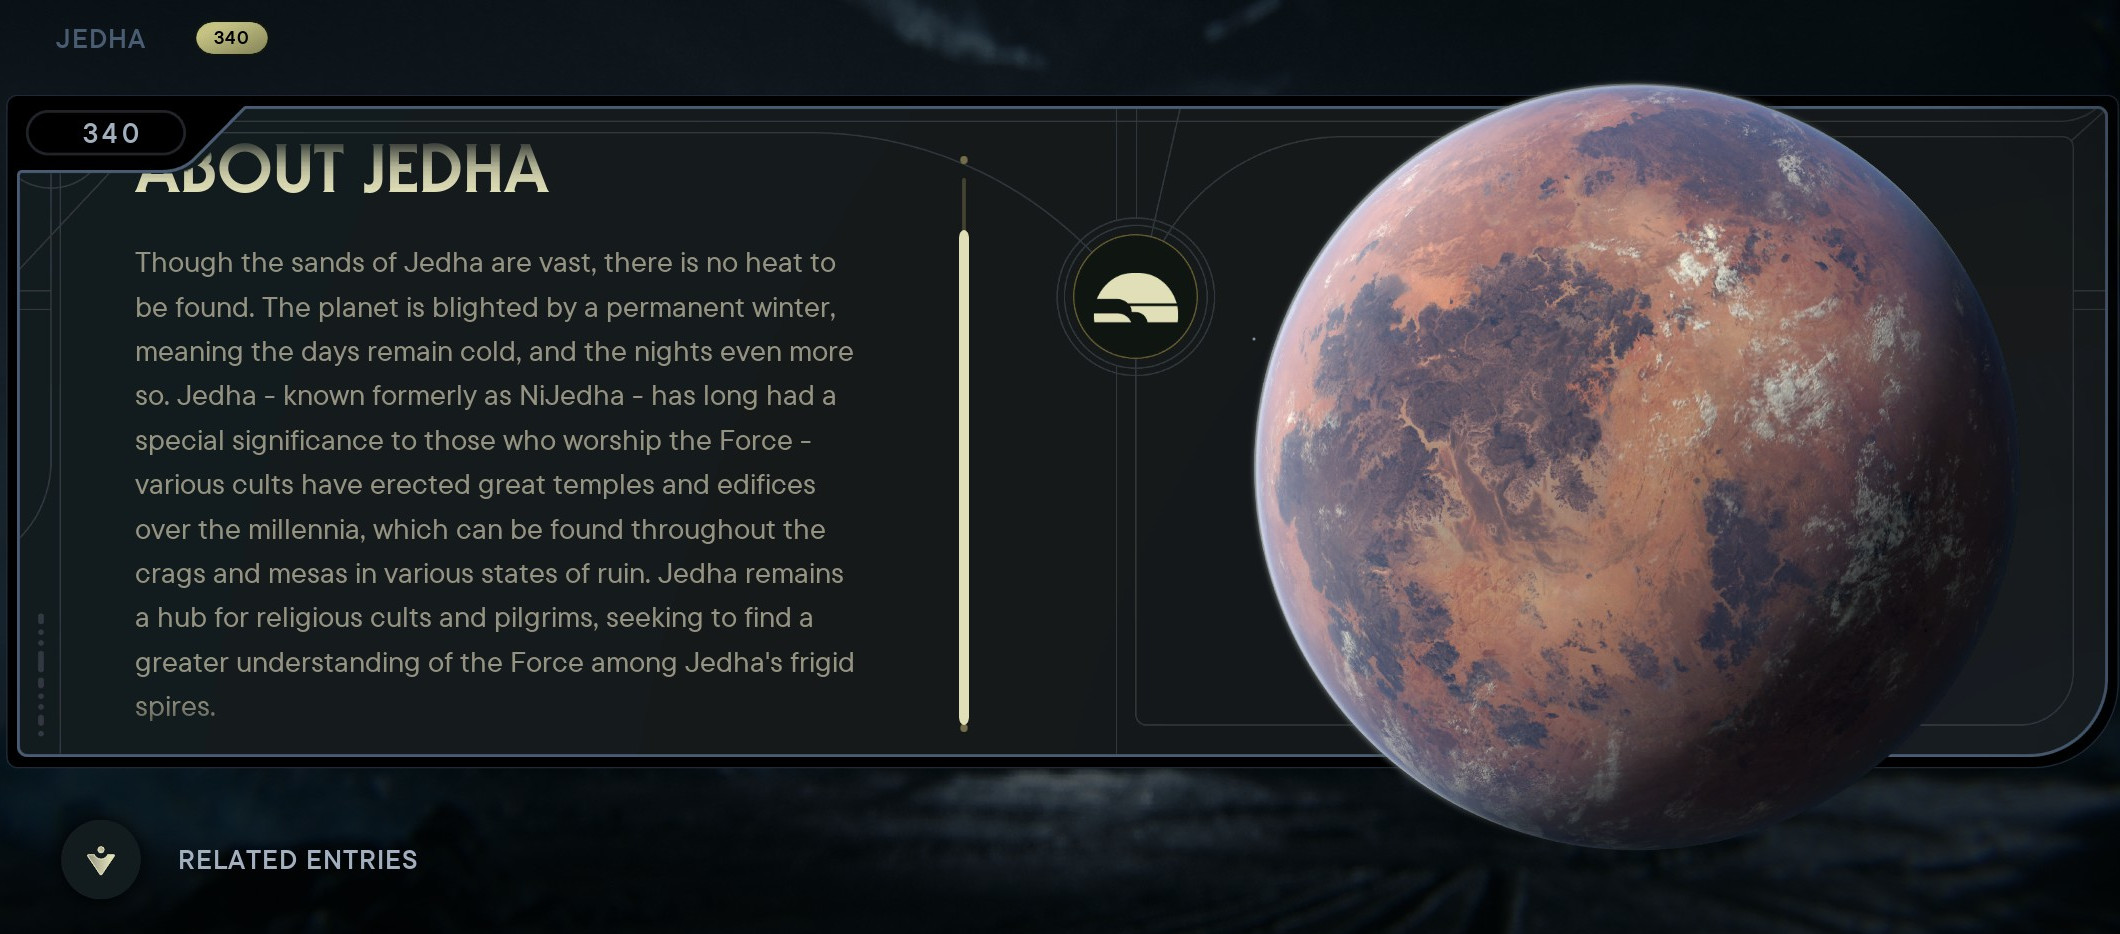 JEDHA 340
340
ABOUT JEDHA
Though the sands of Jedha are vast, there is no heat to
be found. The planet is blighted by a permanent winter,
meaning the days remain cold, and the nights even more
so. Jedha - known formerly as NiJedha - has long had a
special significance to those who worship the Force -
various cults have erected great temples and edifices
over the millennia, which can be found throughout the
crags and mesas in various states of ruin. Jedha remains
a hub for religious cults and pilgrims, seeking to find a
greater understanding of the Force among Jedha's frigid
spires.
RELATED ENTRIES